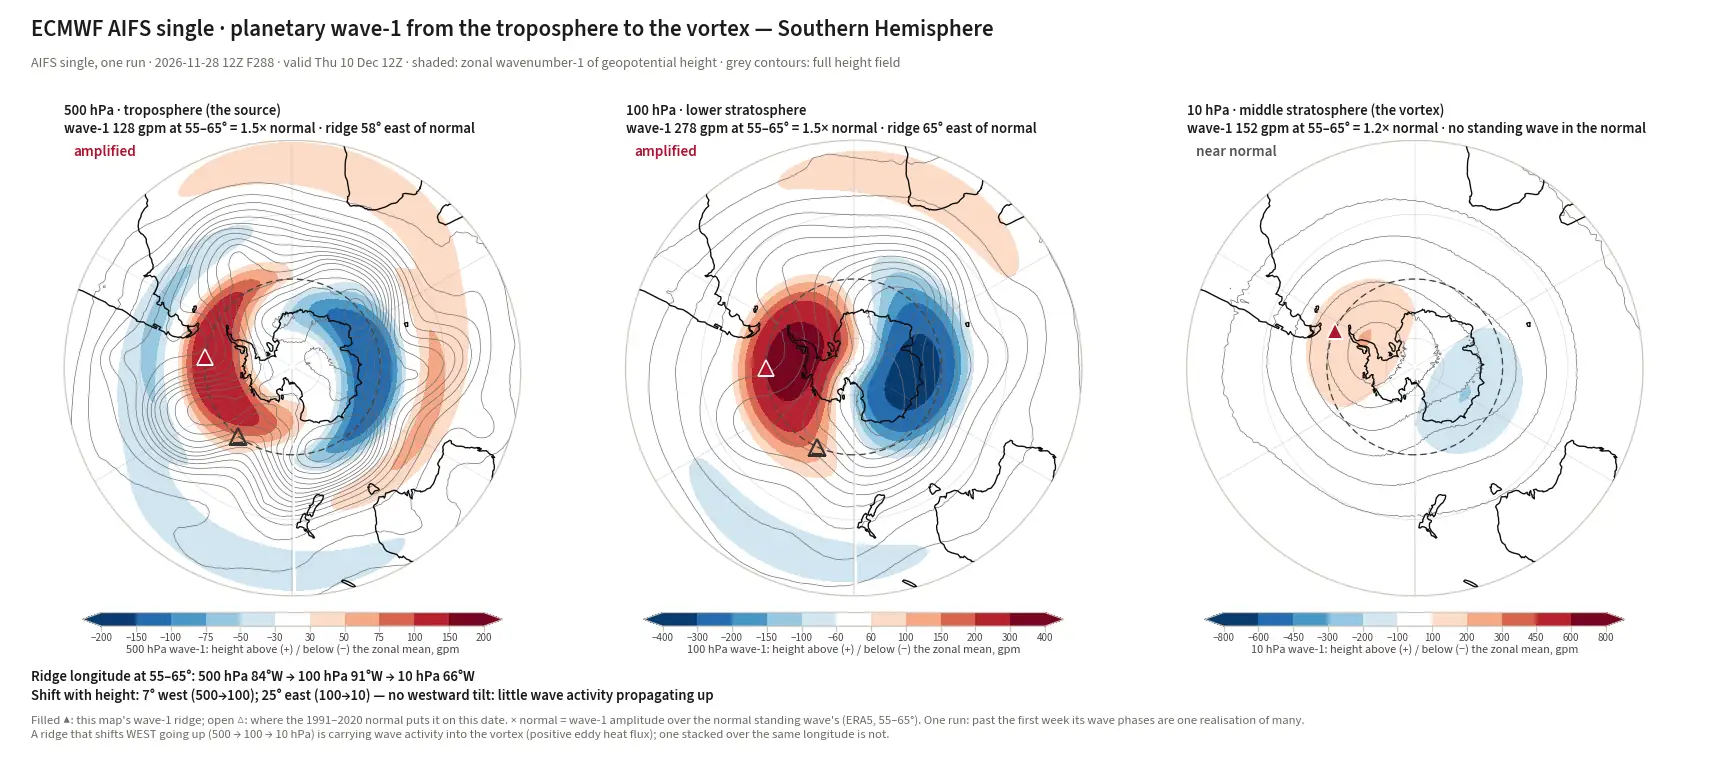 ECMWF AIFS single · planetary wave-1 from the troposphere to the vortex — Southern Hemisphere
AIFS single, one run · 2026-11-28 12Z F288 · valid Thu 10 Dec 12Z · shaded: zonal wavenumber-1 of geopotential height · grey contours: full height field
500 hPa · troposphere (the source)
wave-1 128 gpm at 55–65° = 1.5× normal · ridge 58° east of normal
amplified
100 hPa · lower stratosphere
wave-1 278 gpm at 55–65° = 1.5× normal · ridge 65° east of normal
amplified
10 hPa · middle stratosphere (the vortex)
wave-1 152 gpm at 55–65° = 1.2× normal · no standing wave in the normal
near normal
−200 −150 −100 −75 −50 −30 30 50 75 100 150 200
500 hPa wave-1: height above (+) / below (−) the zonal mean, gpm
−400 −300 −200 −150 −100 −60 60 100 150 200 300 400
100 hPa wave-1: height above (+) / below (−) the zonal mean, gpm
−800 −600 −450 −300 −200 −100 100 200 300 450 600 800
10 hPa wave-1: height above (+) / below (−) the zonal mean, gpm
Ridge longitude at 55–65°: 500 hPa 84°W → 100 hPa 91°W → 10 hPa 66°W
Shift with height: 7° west (500→100); 25° east (100→10) — no westward tilt: little wave activity propagating up
Filled ▲: this map's wave-1 ridge; open △: where the 1991–2020 normal puts it on this date. × normal = wave-1 amplitude over the normal standing wave's (ERA5, 55–65°). One run: past the first week its wave phases are one realisation of many.
A ridge that shifts WEST going up (500 → 100 → 10 hPa) is carrying wave activity into the vortex (positive eddy heat flux); one stacked over the same longitude is not.